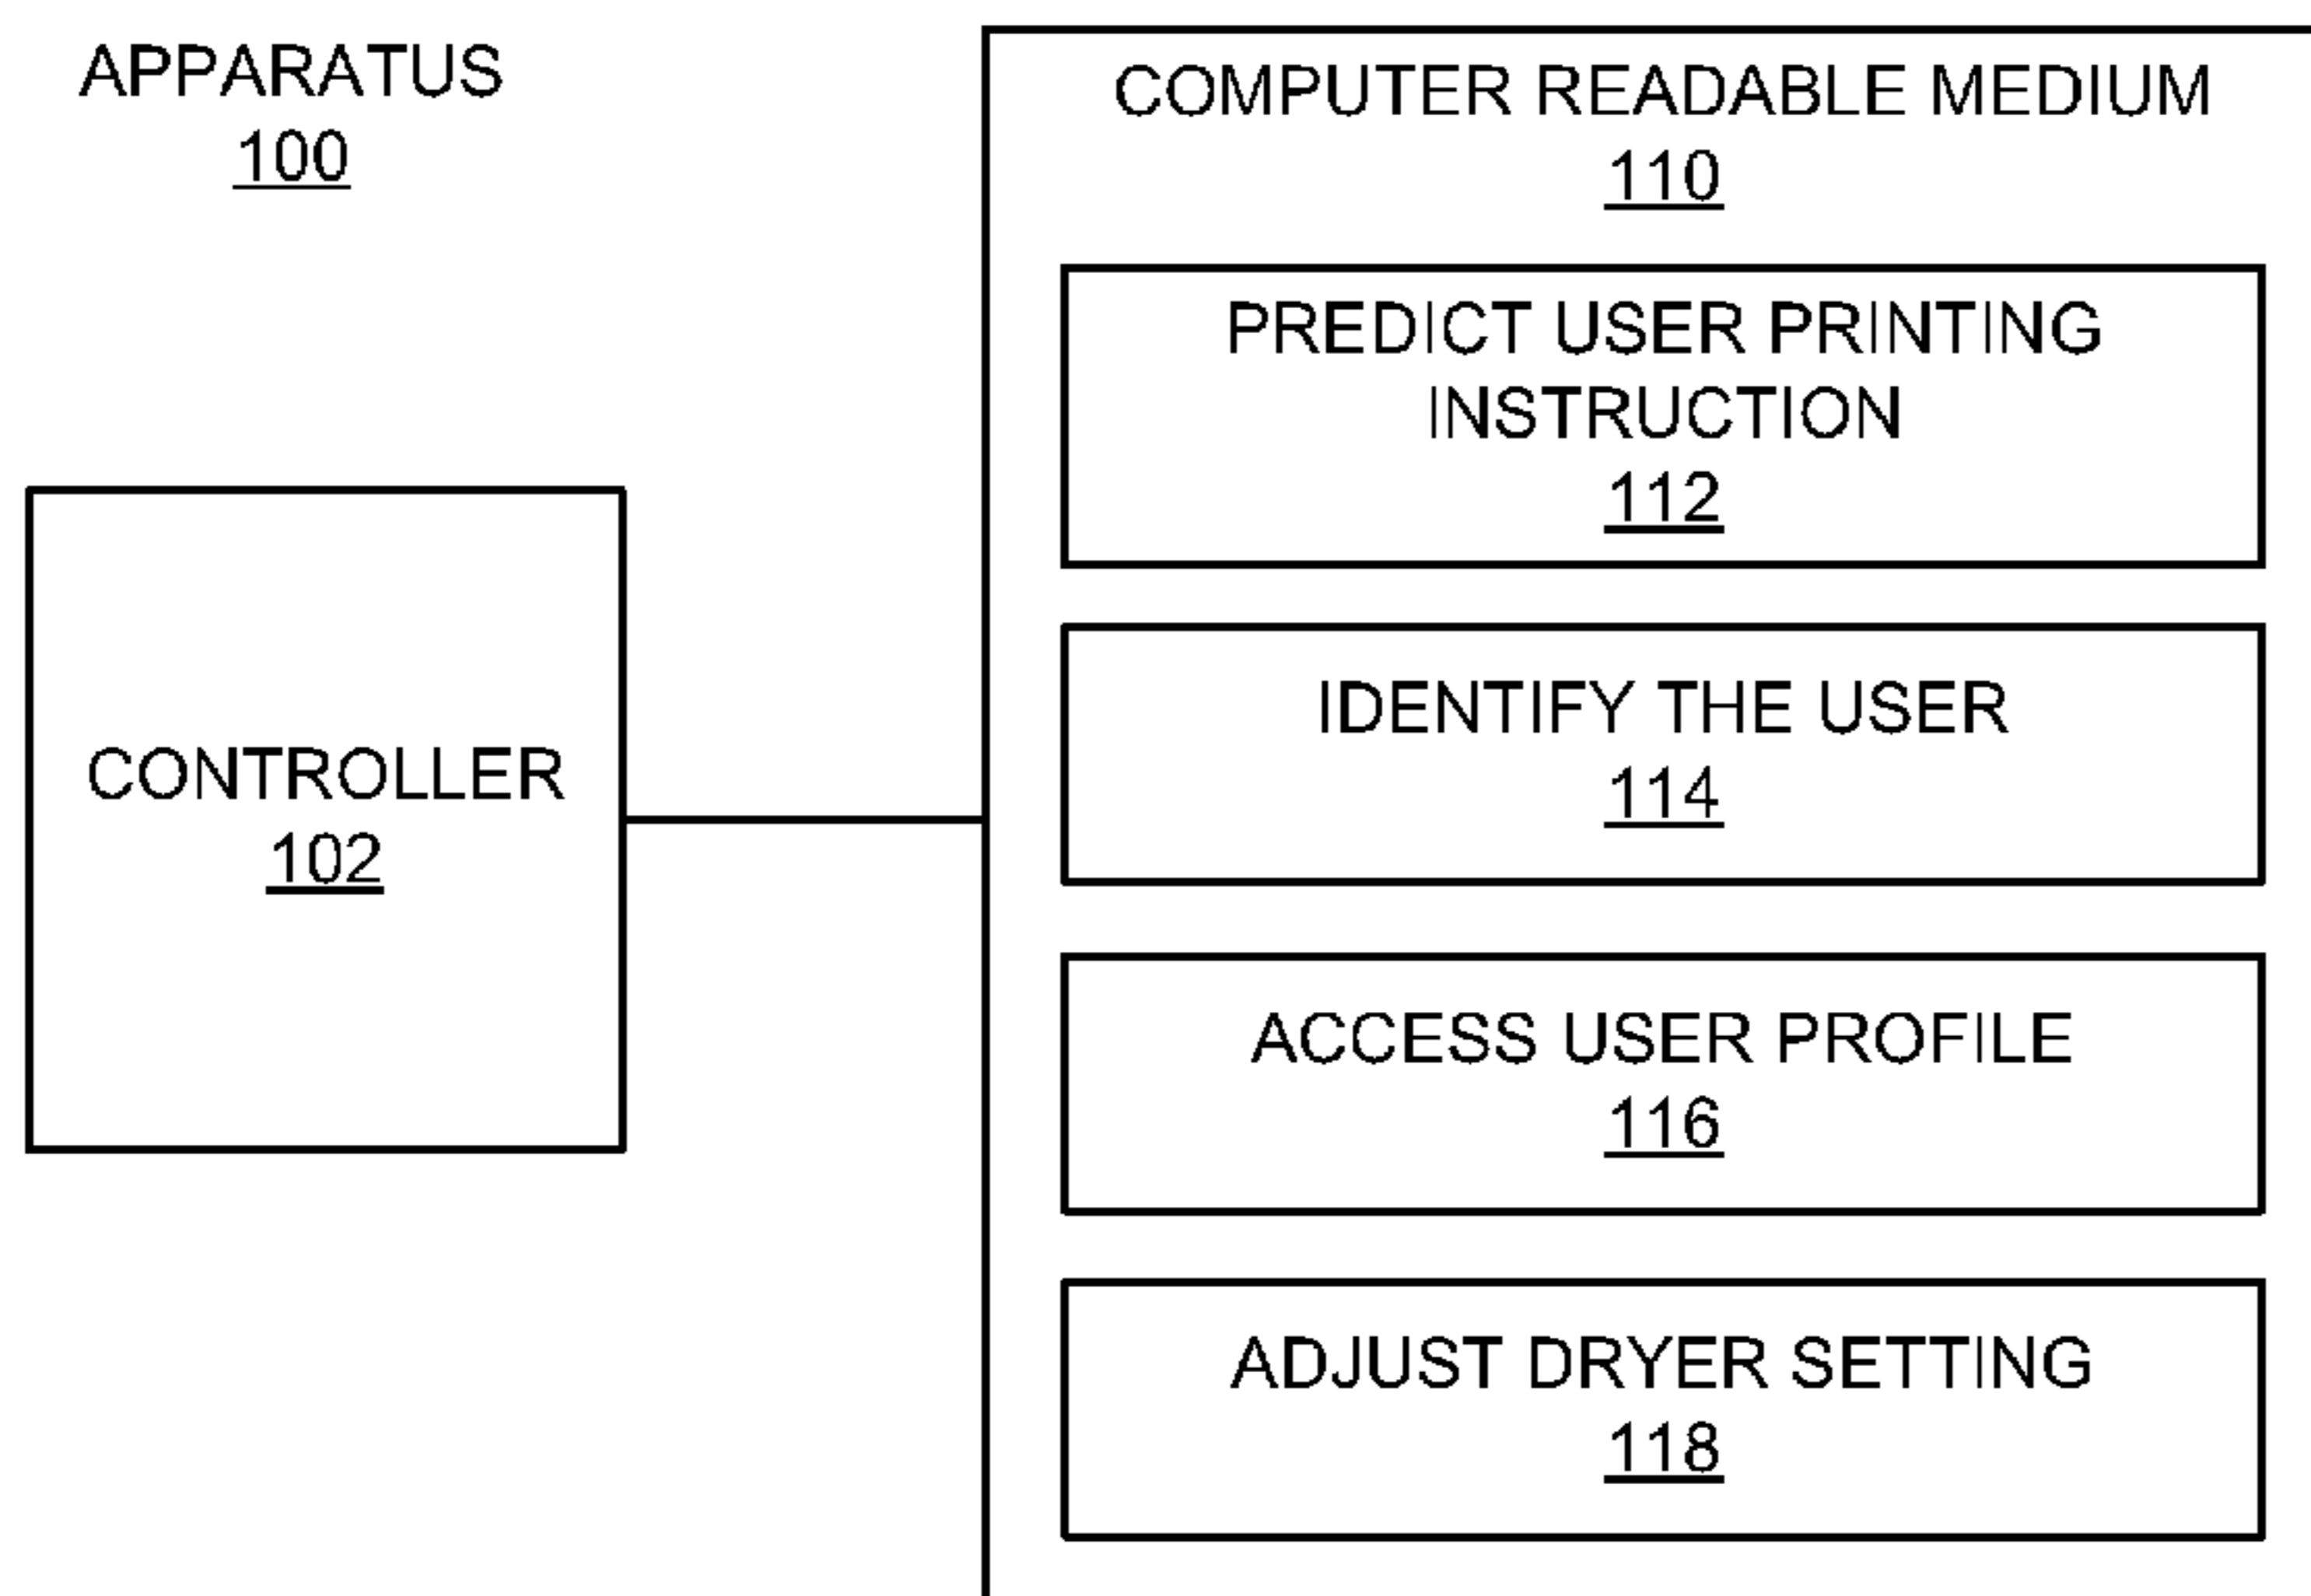 APPARATUS
100
COMPUTER READABLE MEDIUM
110
PREDICT USER PRINTING
INSTRUCTION
112
IDENTIFY THE USER
114
CONTROLLER
102
ACCESS USER PROFILE
116
ADJUST DRYER SETTING
118